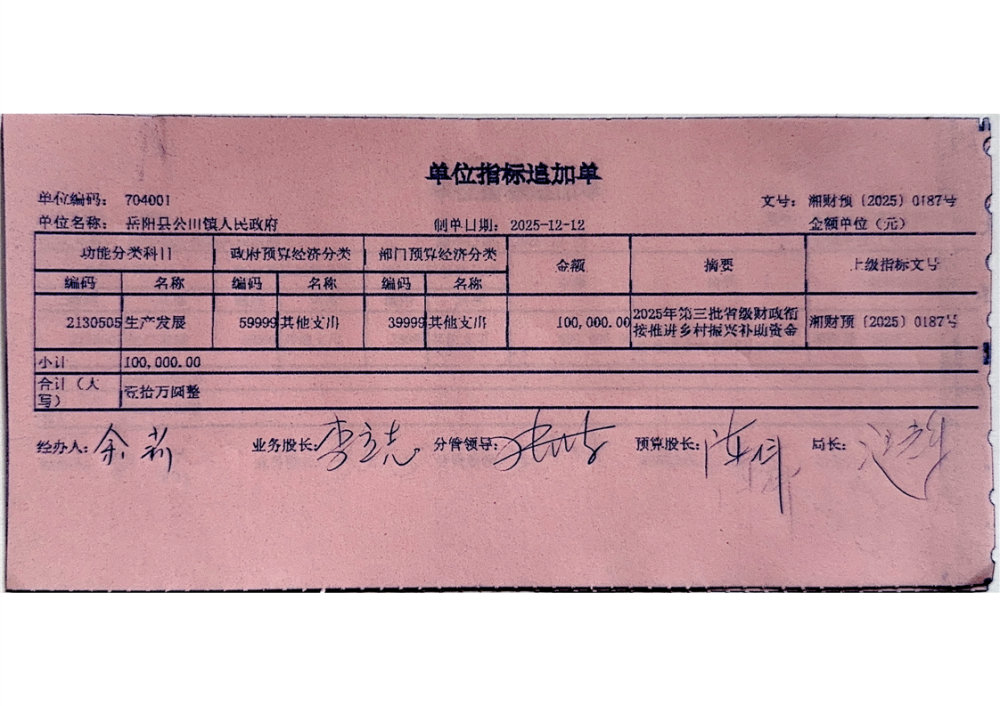 单位指标追加单
单位编码: 704001 文号: 湘财预〔2025〕0187号
单位名称: 岳阳县公田镇人民政府 制单日期: 2025-12-12 金额单位（元）
功能分类科目 政府预算经济分类 部门预算经济分类 金额 摘要 上级指标文号
编码 名称 编码 名称 编码 名称
2130505 生产发展 59999 其他支出 39999 其他支出 100,000.00 2025年第三批省级财政衔 湘财预〔2025〕0187号
接推进乡村振兴补助资金
小计 100,000.00
合计（大 壹拾万圆整
写）
经办人: 余莉 业务股长: 李立志 分管领导: 预算股长: 局长: